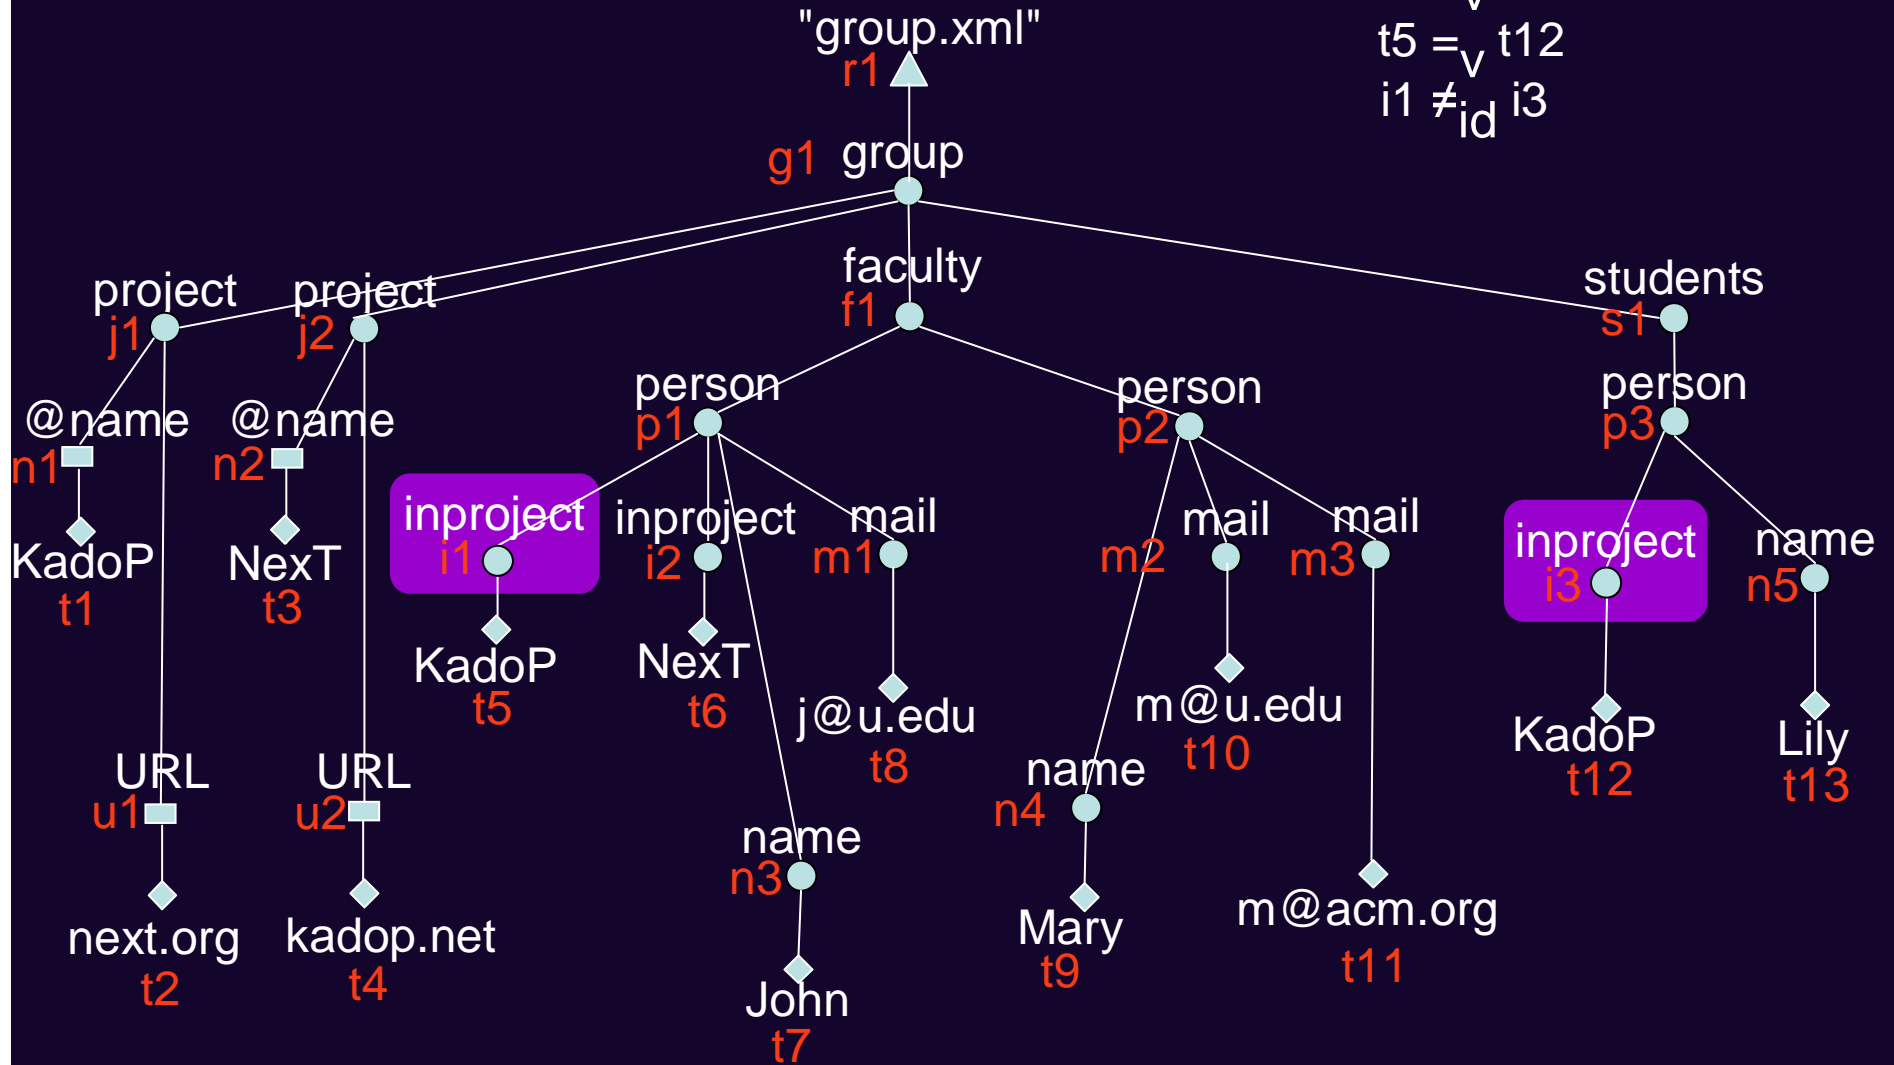 "group.xml"
r1
v
t5 =v t12
i1 ≠id i3
g1 group
project
j1
project
j2
faculty
f1
students
s1
@name
n1
@name
n2
person
p1
person
p2
person
p3
KadoP
t1
NexT
t3
inproject
i1
inproject
i2
mail
m1
mail
m2
mail
m3
inproject
i3
name
n5
KadoP
t5
NexT
t6
j@u.edu
t8
m@u.edu
t10
KadoP
t12
Lily
t13
URL
u1
URL
u2
name
n3
name
n4
next.org
t2
kadop.net
t4
John
t7
Mary
t9
m@acm.org
t11